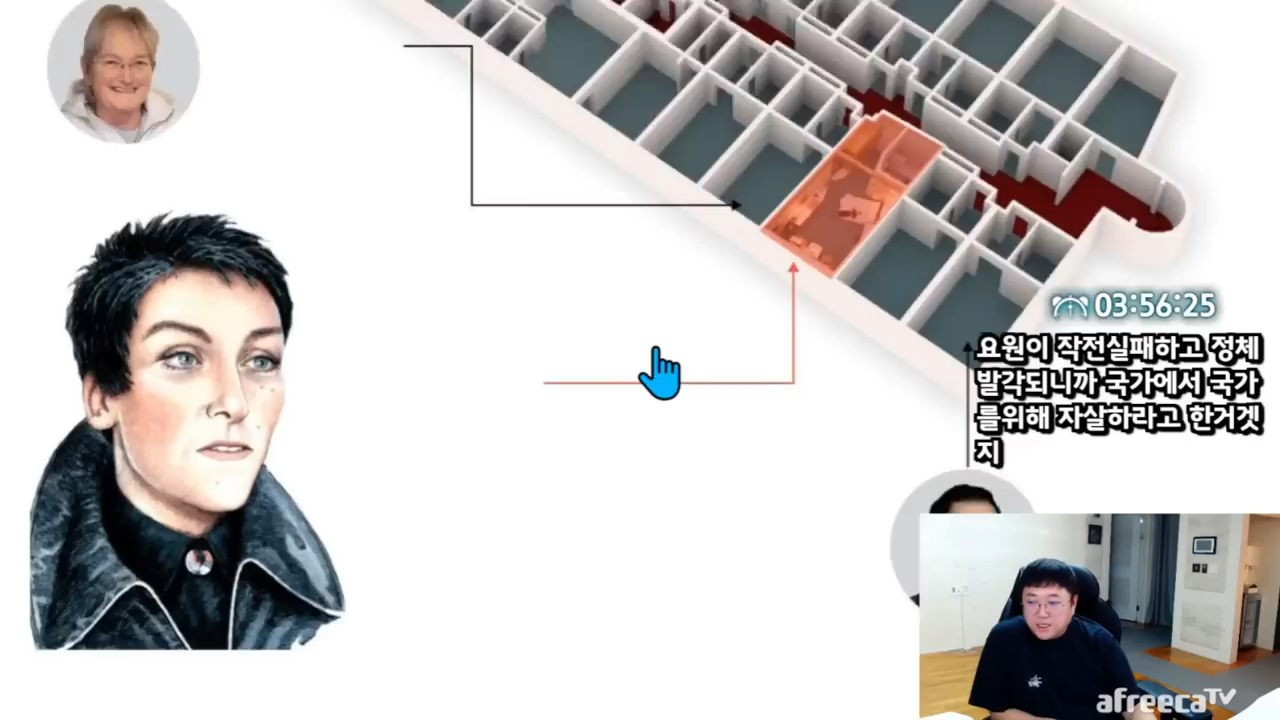 03:56:25
요원이 작전실패하고 정체
발각되니까 국가에서 국가
를위해 자살하라고 한거겟
지
afreecaTV